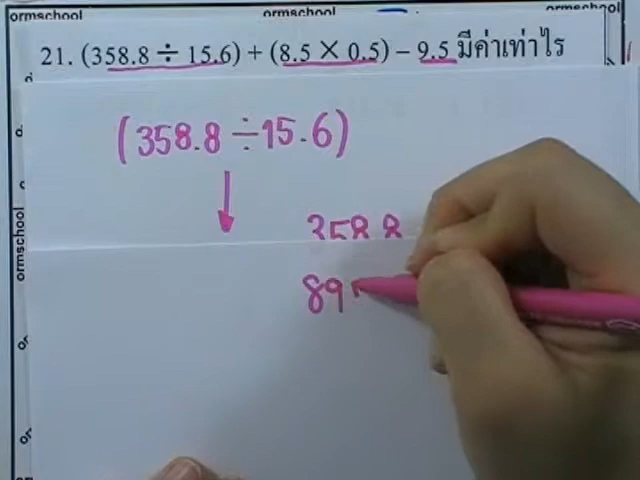 ormschool ormschool ormschool
21. (358.8 ÷ 15.6) + (8.5 × 0.5) – 9.5 มีค่าเท่าไร
(358.8 ÷ 15.6)
358.8
89
ormschool